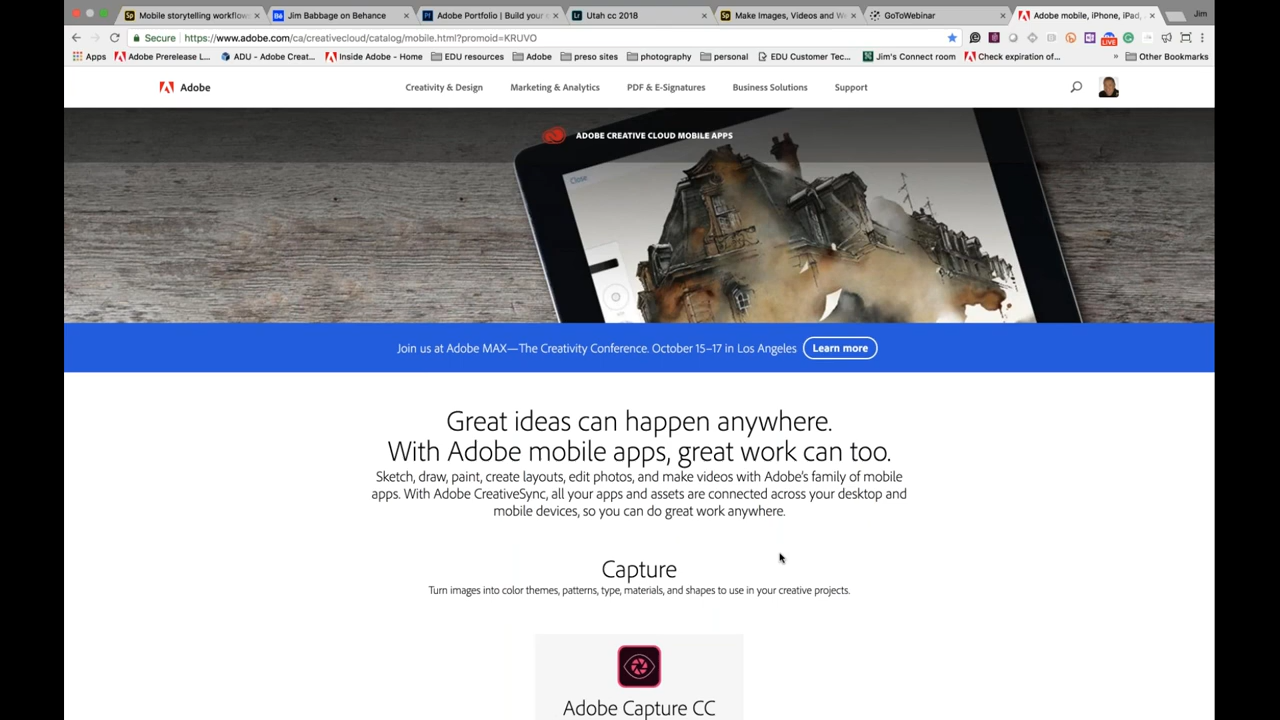 Mobile storytelling workflows
Jim Babbage on Behance
Adobe Portfolio | Build your
Utah cc 2018
Make Images, Videos and W
GoToWebinar
Adobe mobile, iPhone, iPad,
Jim
Secure
https://www.adobe.com/ca/creativecloud/catalog/mobile.html?promoid=KRUVO
Apps
Adobe Prerelease L...
ADU - Adobe Creat...
Inside Adobe - Home
EDU resources
Adobe
preso sites
photography
personal
EDU Customer Tec...
Jim's Connect room
Check expiration of...
»
Other Bookmarks
LIVE
Adobe
Creativity & Design
Marketing & Analytics
PDF & E-Signatures
Business Solutions
Support
ADOBE CREATIVE CLOUD MOBILE APPS
Close
Join us at Adobe MAX—The Creativity Conference. October 15–17 in Los Angeles
Learn more
Great ideas can happen anywhere.
With Adobe mobile apps, great work can too.
Sketch, draw, paint, create layouts, edit photos, and make videos with Adobe's family of mobile
apps. With Adobe CreativeSync, all your apps and assets are connected across your desktop and
mobile devices, so you can do great work anywhere.
Capture
Turn images into color themes, patterns, type, materials, and shapes to use in your creative projects.
Adobe Capture CC